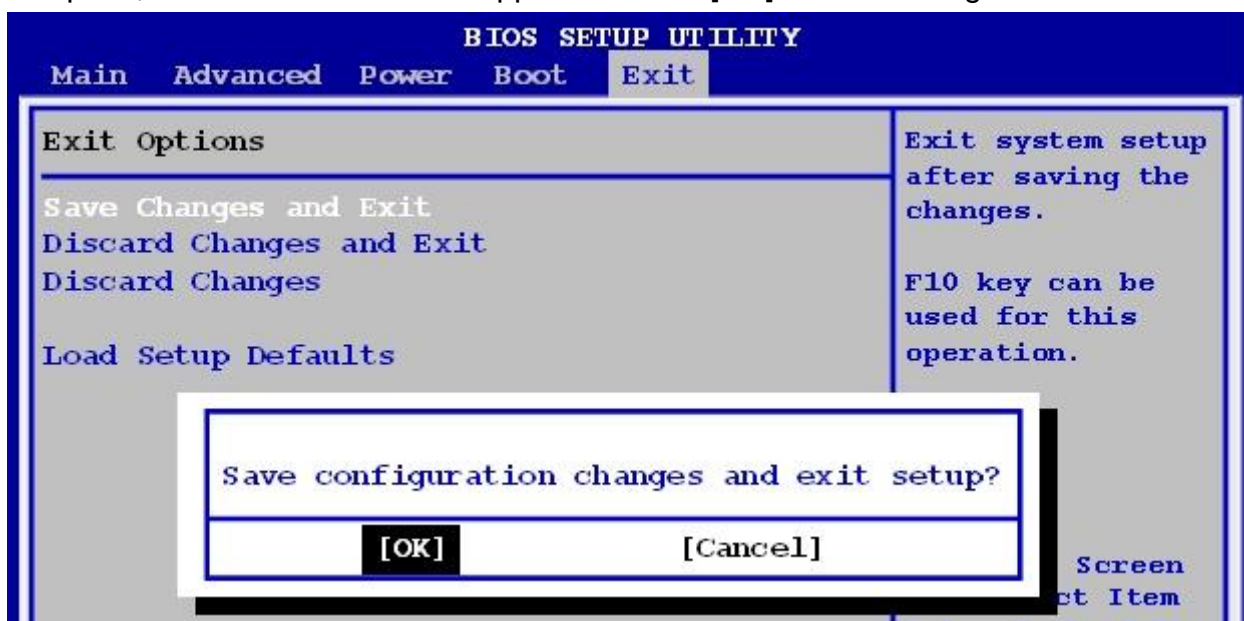 BIOS SETUP UTILITY
Main Advanced Power Boot Exit
Exit Options
Save Changes and Exit
Discard Changes and Exit
Discard Changes
Load Setup Defaults
Exit system setup
after saving the
changes.
F10 key can be
used for this
operation.
Save configuration changes and exit setup?
[OK] [Cancel]
Screen
Item